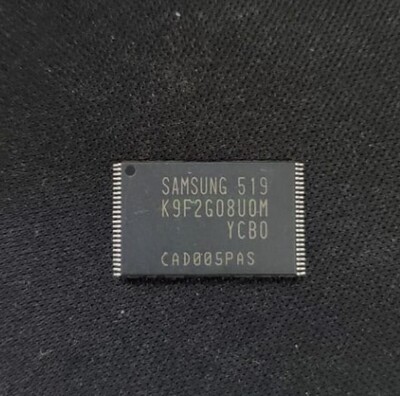 SAMSUNG 519
K9F2G08U0M
YCB0
CAD005PAS